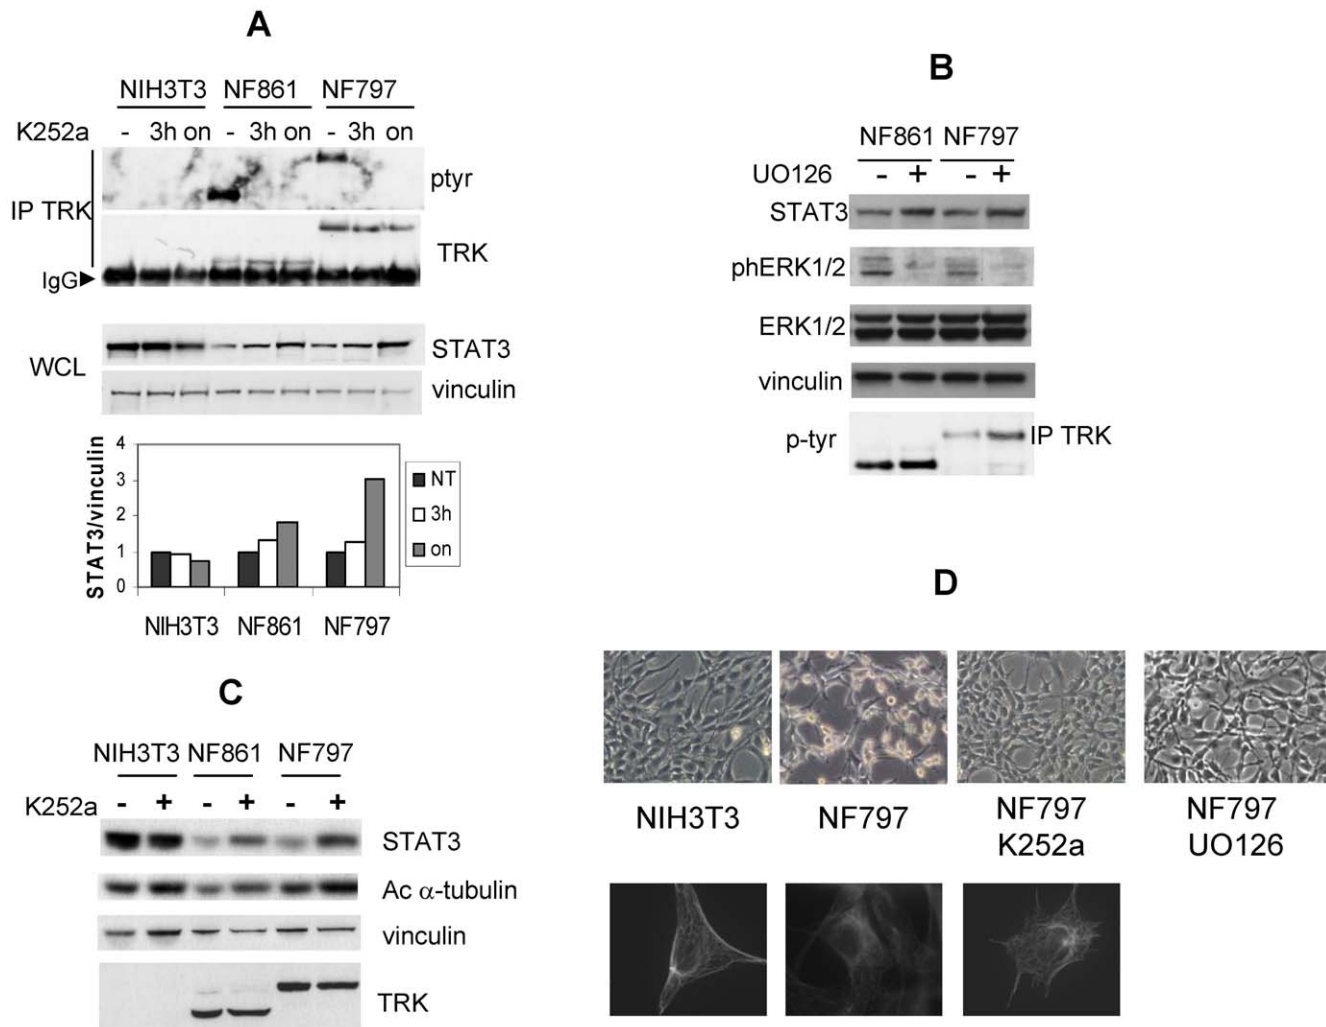 A
NIH3T3 NF861 NF797
K252a - 3h on - 3h on - 3h on
ptyr
IP TRK
TRK
IgG
STAT3
WCL
vinculin
STAT3/vinculin
4
3
2
1
0
NT
3h
on
NIH3T3 NF861 NF797
B
NF861 NF797
UO126 - + - +
STAT3
phERK1/2
ERK1/2
vinculin
p-tyr IP TRK
C
NIH3T3 NF861 NF797
K252a - + - + - +
STAT3
Ac α-tubulin
vinculin
TRK
D
NIH3T3 NF797 NF797 NF797
K252a UO126